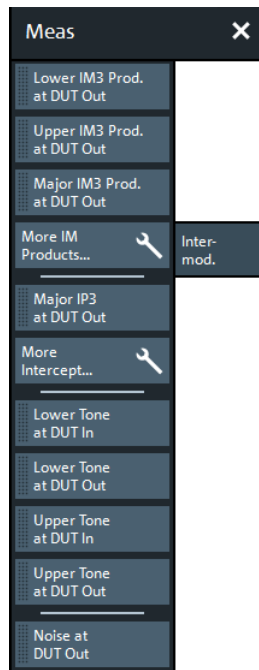 Meas
Lower IM3 Prod.
at DUT Out
Upper IM3 Prod.
at DUT Out
Major IM3 Prod.
at DUT Out
More IM
Products...
Inter-
mod.
Major IP3
at DUT Out
More
Intercept...
Lower Tone
at DUT In
Lower Tone
at DUT Out
Upper Tone
at DUT In
Upper Tone
at DUT Out
Noise at
DUT Out